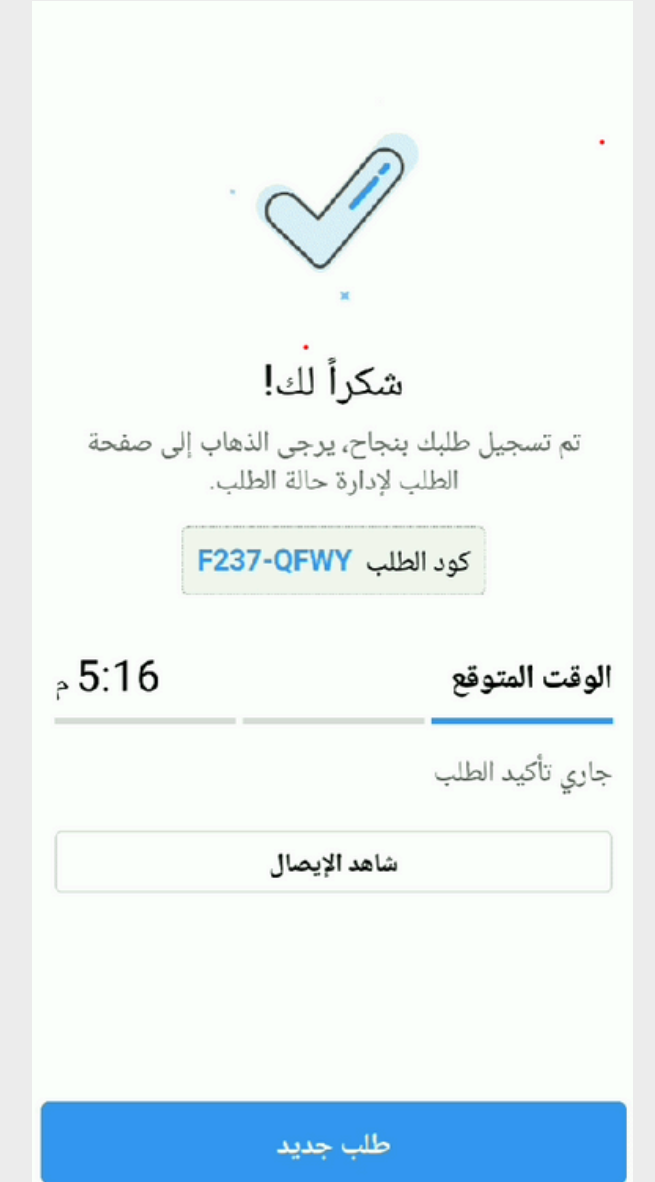 شكراً لك!
تم تسجيل طلبك بنجاح، يرجى الذهاب إلى صفحة
الطلب لإدارة حالة الطلب.
كود الطلب F237-QFWY
الوقت المتوقع 5:16 م
جاري تأكيد الطلب
شاهد الإيصال
طلب جديد